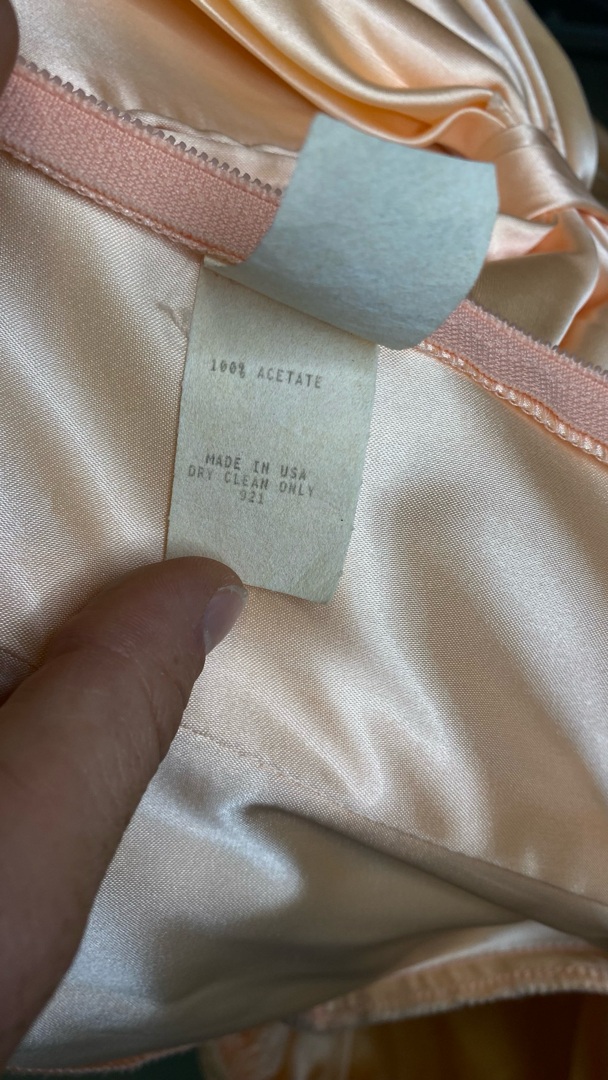 100% ACETATE
MADE IN USA
DRY CLEAN ONLY
921